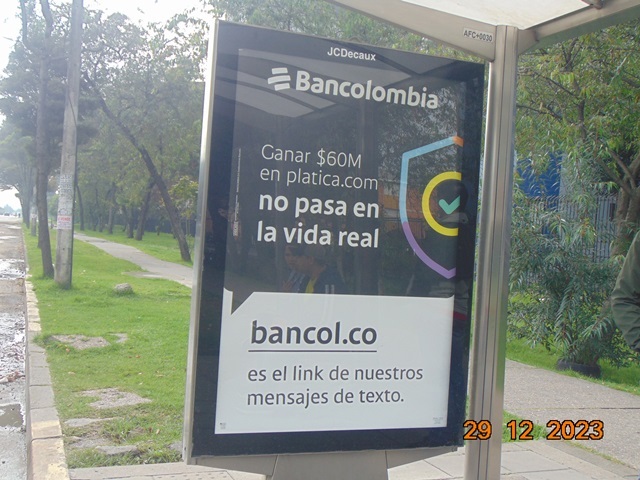 AFC+0030
JCDecaux
Bancolombia
Ganar $60M
en platica.com
no pasa en
la vida real
bancol.co
es el link de nuestros
mensajes de texto.
29 12 2023